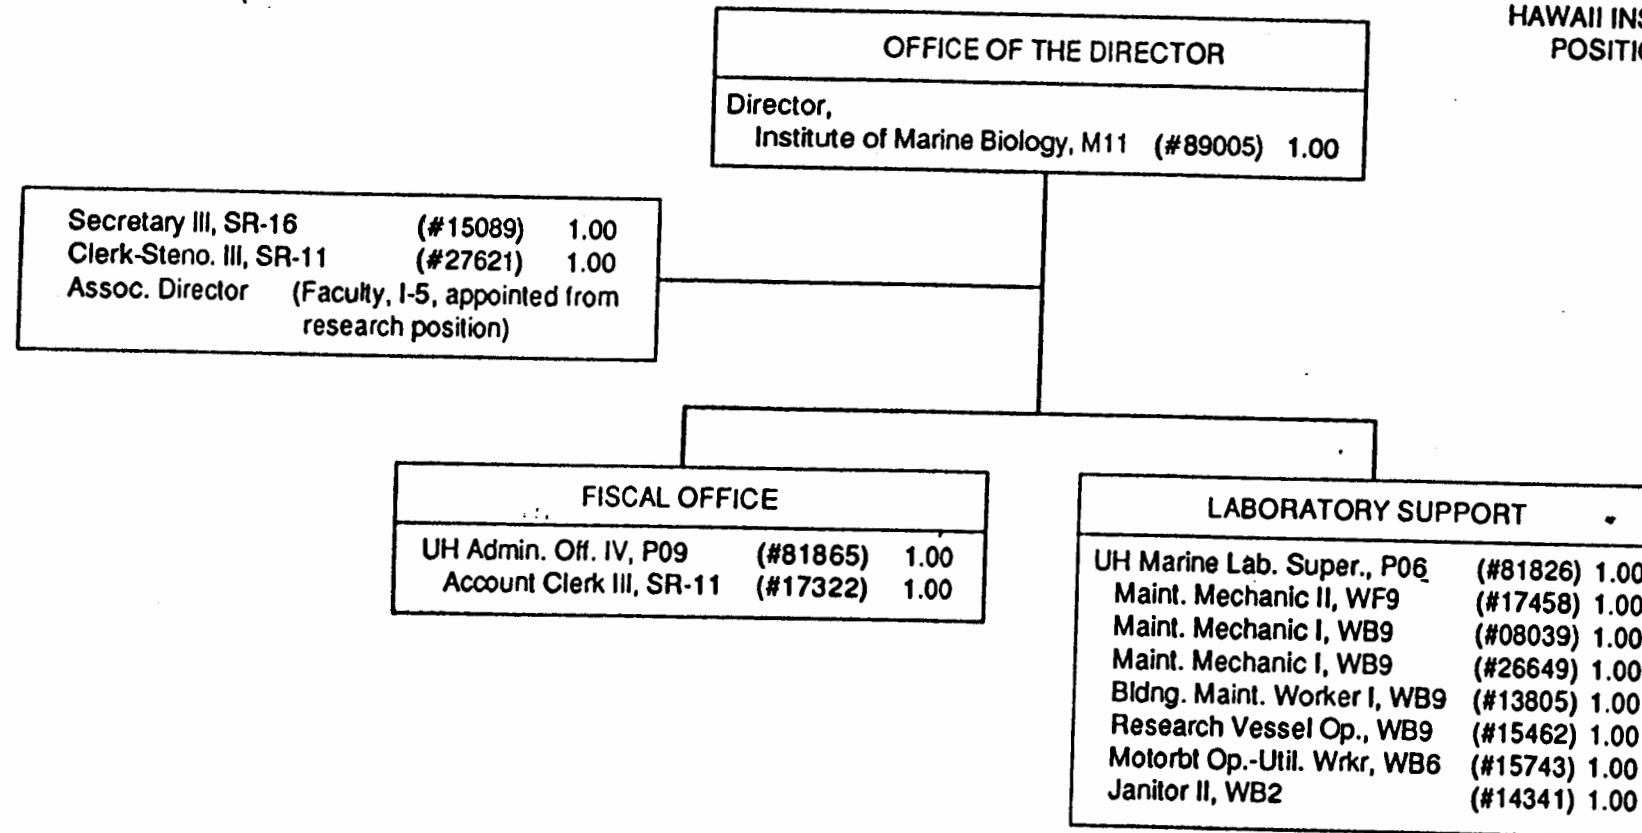 HAWAII INS
POSITIO
OFFICE OF THE DIRECTOR
Director,
Institute of Marine Biology, M11 (#89005) 1.00
Secretary III, SR-16 (#15089) 1.00
Clerk-Steno. III, SR-11 (#27621) 1.00
Assoc. Director (Faculty, I-5, appointed from
research position)
FISCAL OFFICE
UH Admin. Off. IV, P09 (#81865) 1.00
Account Clerk III, SR-11 (#17322) 1.00
LABORATORY SUPPORT
UH Marine Lab. Super., P06 (#81826) 1.00
Maint. Mechanic II, WF9 (#17458) 1.00
Maint. Mechanic I, WB9 (#08039) 1.00
Maint. Mechanic I, WB9 (#26649) 1.00
Bldng. Maint. Worker I, WB9 (#13805) 1.00
Research Vessel Op., WB9 (#15462) 1.00
Motorbt Op.-Util. Wrkr, WB6 (#15743) 1.00
Janitor II, WB2 (#14341) 1.00